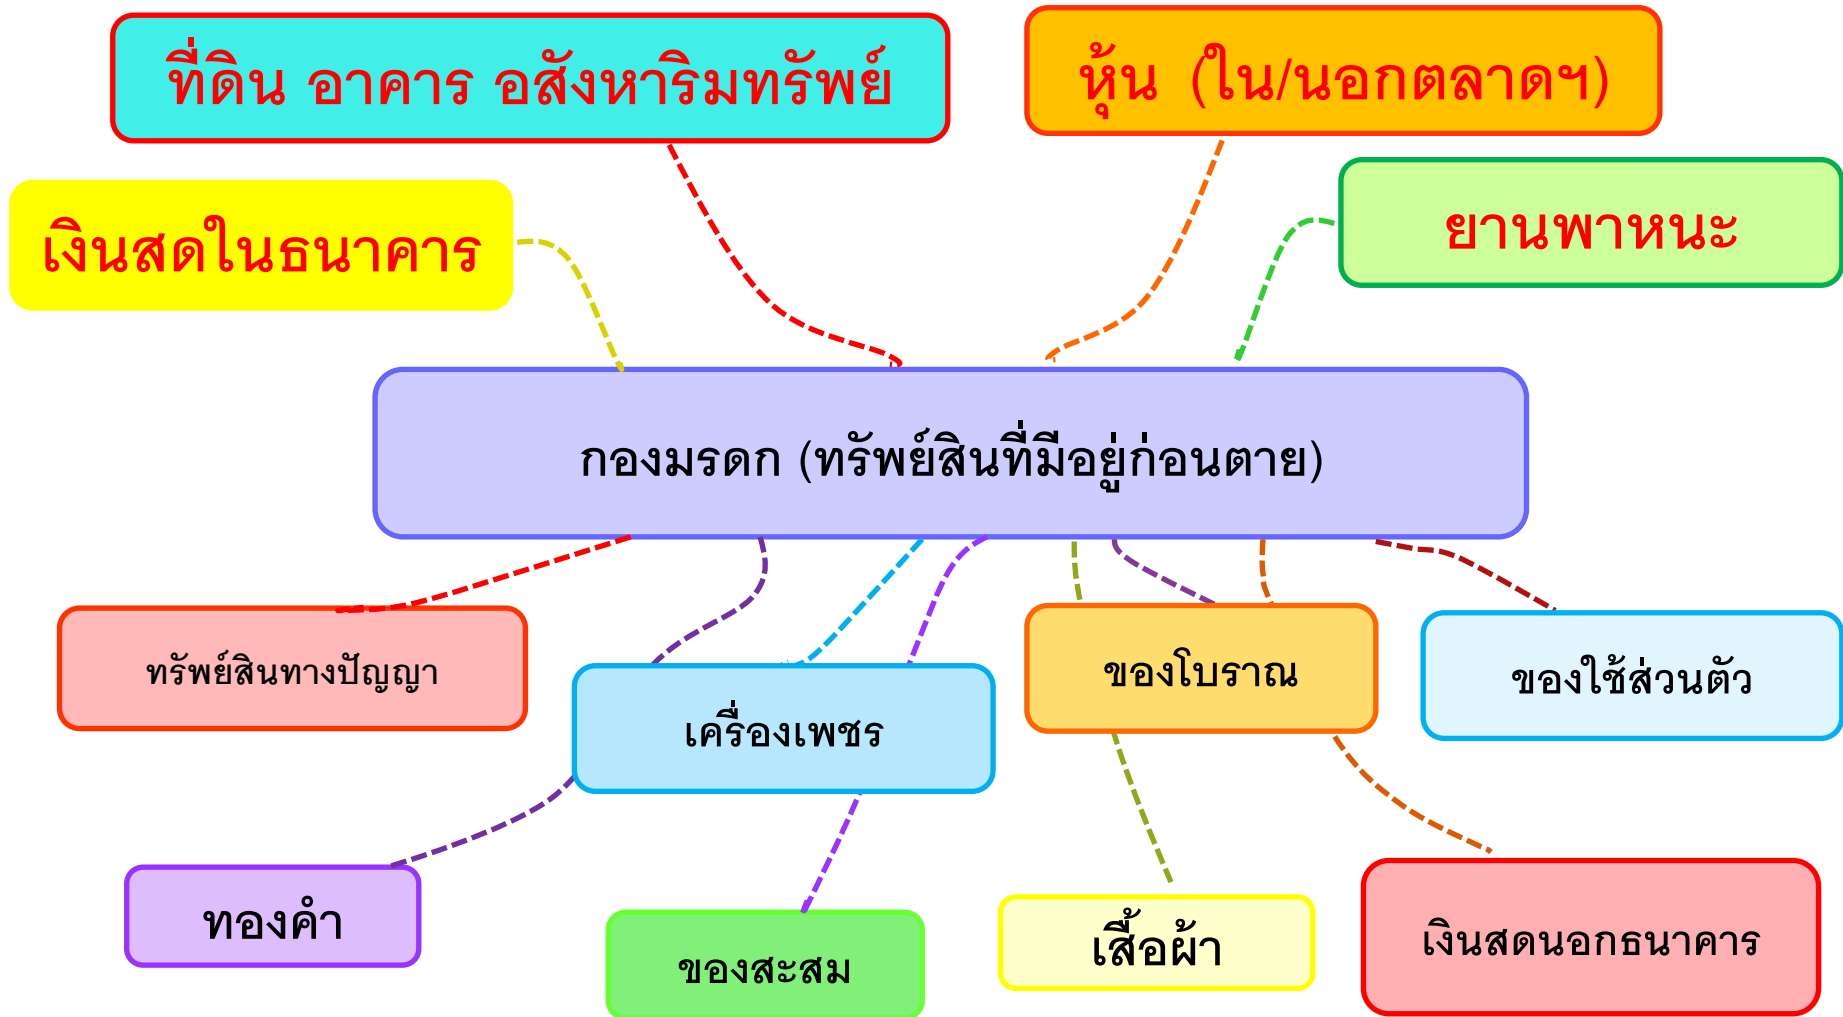 ที่ดิน อาคาร อสังหาริมทรัพย์
หุ้น (ใน/นอกตลาดฯ)
เงินสดในธนาคาร
ยานพาหนะ
กองมรดก (ทรัพย์สินที่มีอยู่ก่อนตาย)
ทรัพย์สินทางปัญญา
เครื่องเพชร
ของโบราณ
ของใช้ส่วนตัว
ทองคำ
ของสะสม
เสื้อผ้า
เงินสดนอกธนาคาร